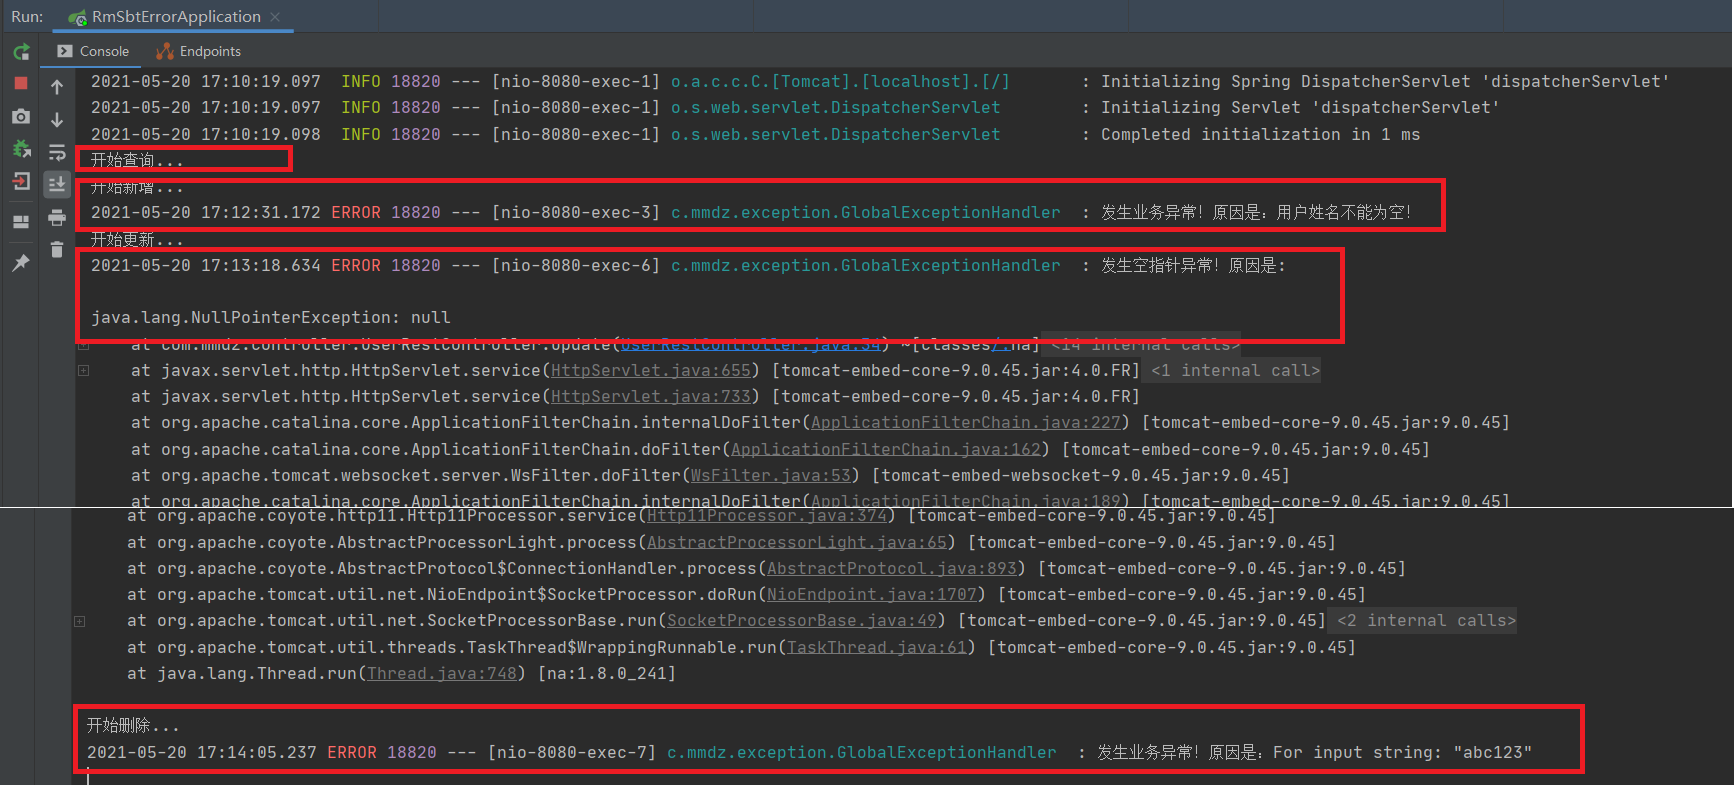 Run: RmSbtErrorApplication
Console Endpoints
2021-05-20 17:10:19.097  INFO 18820 --- [nio-8080-exec-1] o.a.c.c.C.[Tomcat].[localhost].[/]       : Initializing Spring DispatcherServlet 'dispatcherServlet'
2021-05-20 17:10:19.097  INFO 18820 --- [nio-8080-exec-1] o.s.web.servlet.DispatcherServlet        : Initializing Servlet 'dispatcherServlet'
2021-05-20 17:10:19.098  INFO 18820 --- [nio-8080-exec-1] o.s.web.servlet.DispatcherServlet        : Completed initialization in 1 ms
开始查询...
开始新增...
2021-05-20 17:12:31.172 ERROR 18820 --- [nio-8080-exec-3] c.mmdz.exception.GlobalExceptionHandler  : 发生业务异常！原因是：用户姓名不能为空!
开始更新...
2021-05-20 17:13:18.634 ERROR 18820 --- [nio-8080-exec-6] c.mmdz.exception.GlobalExceptionHandler  : 发生空指针异常！原因是:
java.lang.NullPointerException: null
at com.mmdz.controller.UserRestController.update(UserRestController.java:54) ~[classes/:na] <14 internal calls>
at javax.servlet.http.HttpServlet.service(HttpServlet.java:655) [tomcat-embed-core-9.0.45.jar:4.0.FR] <1 internal call>
at javax.servlet.http.HttpServlet.service(HttpServlet.java:733) [tomcat-embed-core-9.0.45.jar:4.0.FR]
at org.apache.catalina.core.ApplicationFilterChain.internalDoFilter(ApplicationFilterChain.java:227) [tomcat-embed-core-9.0.45.jar:9.0.45]
at org.apache.catalina.core.ApplicationFilterChain.doFilter(ApplicationFilterChain.java:162) [tomcat-embed-core-9.0.45.jar:9.0.45]
at org.apache.tomcat.websocket.server.WsFilter.doFilter(WsFilter.java:53) [tomcat-embed-websocket-9.0.45.jar:9.0.45]
at org.apache.catalina.core.ApplicationFilterChain.internalDoFilter(ApplicationFilterChain.java:189) [tomcat-embed-core-9.0.45.jar:9.0.45]
at org.apache.coyote.http11.Http11Processor.service(Http11Processor.java:374) [tomcat-embed-core-9.0.45.jar:9.0.45]
at org.apache.coyote.AbstractProcessorLight.process(AbstractProcessorLight.java:65) [tomcat-embed-core-9.0.45.jar:9.0.45]
at org.apache.coyote.AbstractProtocol$ConnectionHandler.process(AbstractProtocol.java:893) [tomcat-embed-core-9.0.45.jar:9.0.45]
at org.apache.tomcat.util.net.NioEndpoint$SocketProcessor.doRun(NioEndpoint.java:1707) [tomcat-embed-core-9.0.45.jar:9.0.45]
at org.apache.tomcat.util.net.SocketProcessorBase.run(SocketProcessorBase.java:49) [tomcat-embed-core-9.0.45.jar:9.0.45] <2 internal calls>
at org.apache.tomcat.util.threads.TaskThread$WrappingRunnable.run(TaskThread.java:61) [tomcat-embed-core-9.0.45.jar:9.0.45]
at java.lang.Thread.run(Thread.java:748) [na:1.8.0_241]
开始删除...
2021-05-20 17:14:05.237 ERROR 18820 --- [nio-8080-exec-7] c.mmdz.exception.GlobalExceptionHandler  : 发生业务异常！原因是：For input string: "abc123"